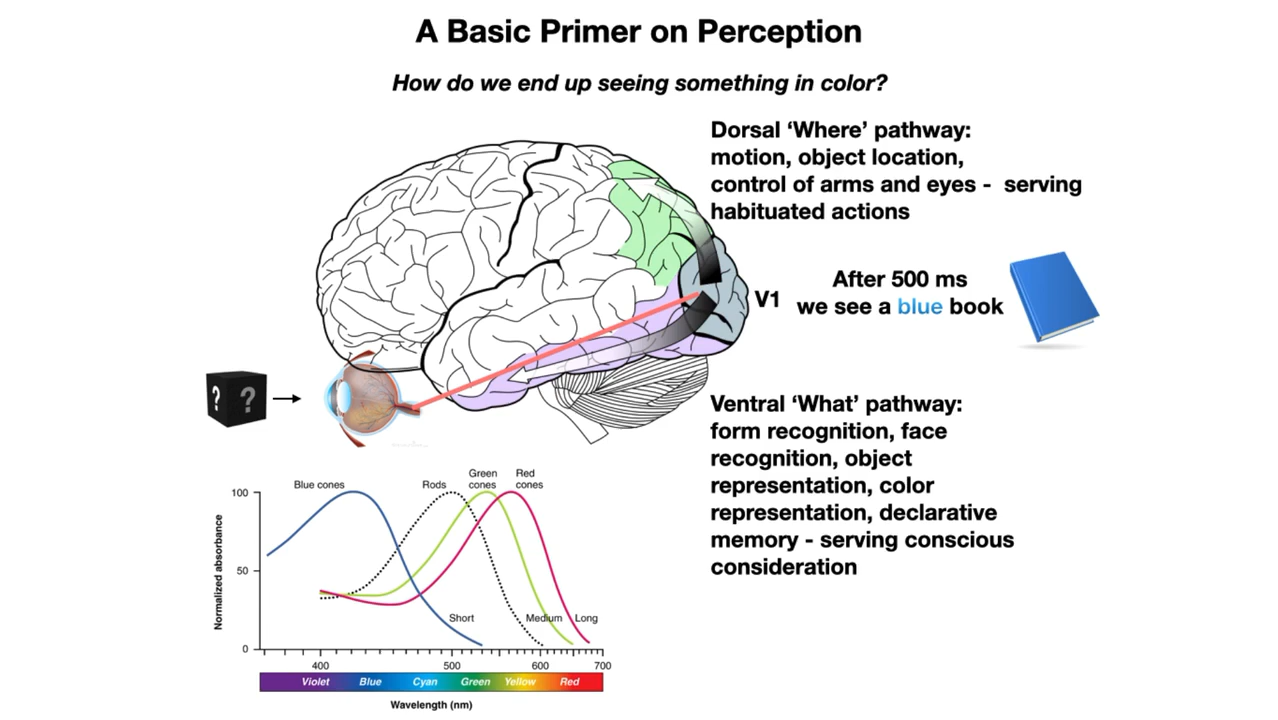 A Basic Primer on Perception
How do we end up seeing something in color?
Dorsal ‘Where’ pathway:
motion, object location,
control of arms and eyes - serving
habituated actions
After 500 ms
we see a blue book
V1
? ?
Ventral ‘What’ pathway:
form recognition, face
recognition, object
representation, color
representation, declarative
memory - serving conscious
consideration
Blue cones
Rods
Green
cones
Red
cones
Normalized absorbance
100
50
0
Short
Medium
Long
400 500 600 700
Violet Blue Cyan Green Yellow Red
Wavelength (nm)